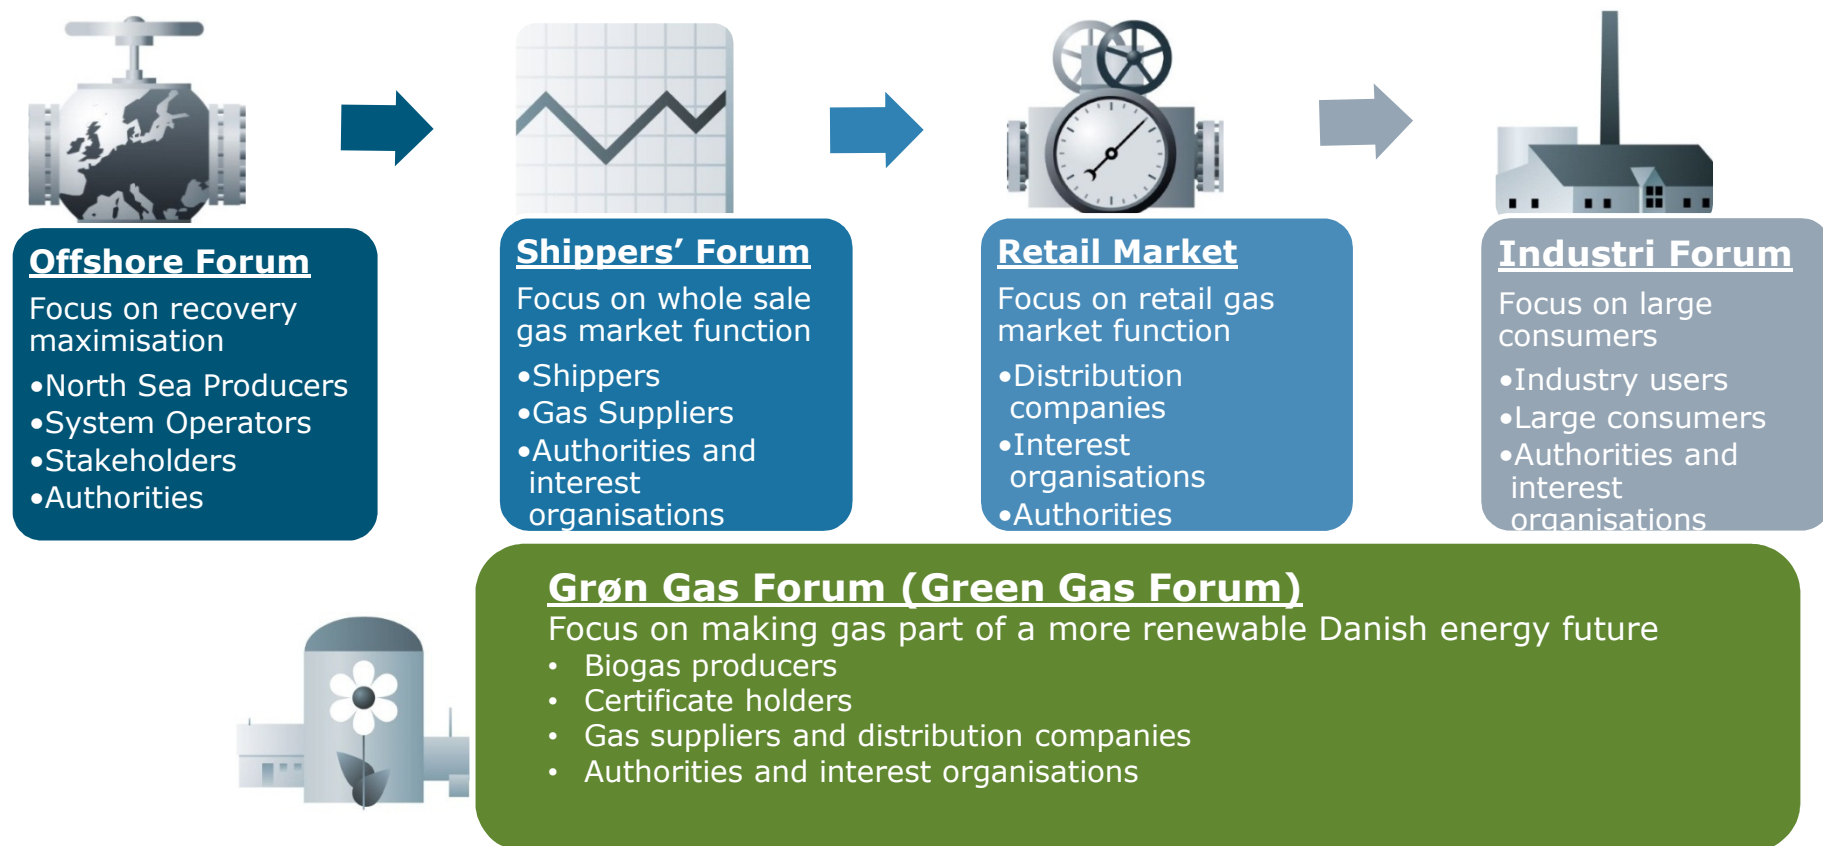 Offshore Forum
Focus on recovery
maximisation
•North Sea Producers
•System Operators
•Stakeholders
•Authorities
Shippers’ Forum
Focus on whole sale
gas market function
•Shippers
•Gas Suppliers
•Authorities and
interest
organisations
Retail Market
Focus on retail gas
market function
•Distribution
companies
•Interest
organisations
•Authorities
Industri Forum
Focus on large
consumers
•Industry users
•Large consumers
•Authorities and
interest
organisations
Grøn Gas Forum (Green Gas Forum)
Focus on making gas part of a more renewable Danish energy future
• Biogas producers
• Certificate holders
• Gas suppliers and distribution companies
• Authorities and interest organisations